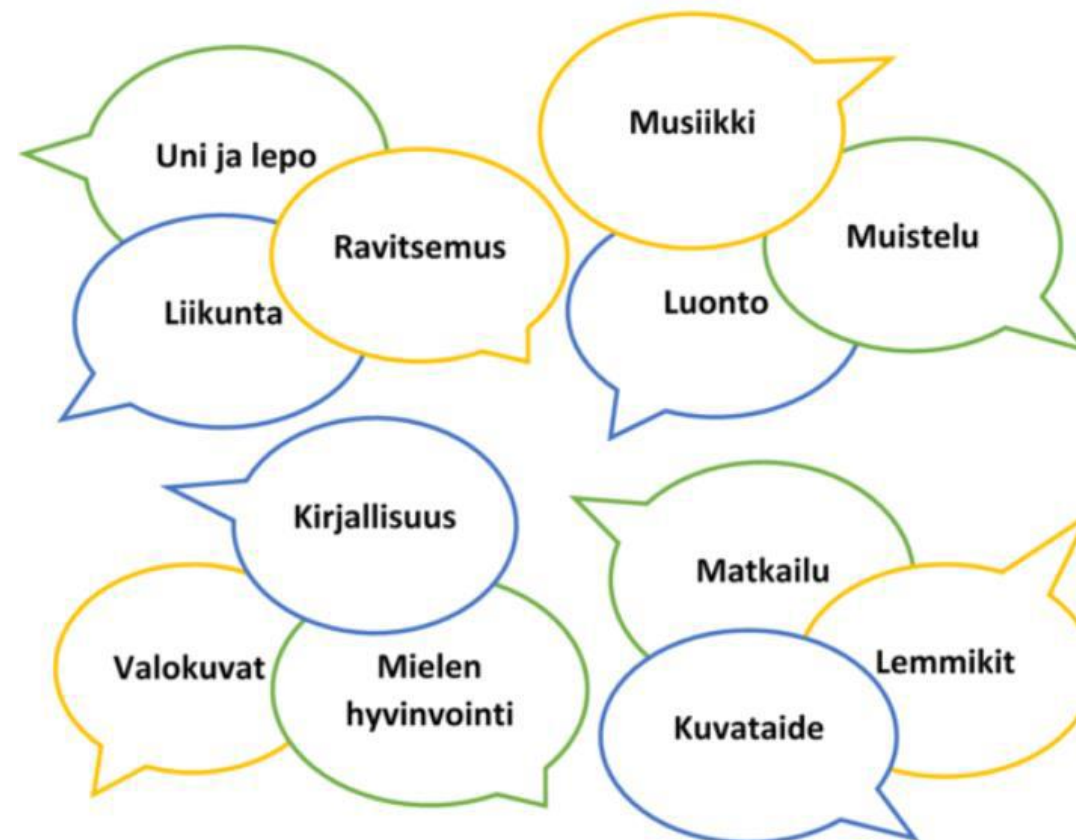 Uni ja lepo
Ravitsemus
Liikunta
Musiikki
Muistelu
Luonto
Kirjallisuus
Valokuvat
Mielen
hyvinvointi
Matkailu
Lemmikit
Kuvataide